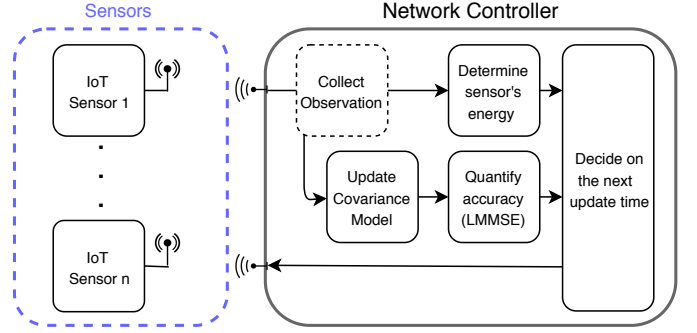 Sensors
Network Controller
IoT
Sensor 1
Collect
Observation
Determine
sensor's
energy
Update
Covariance
Model
Quantify
accuracy
(LMMSE)
Decide on
the next
update time
IoT
Sensor n